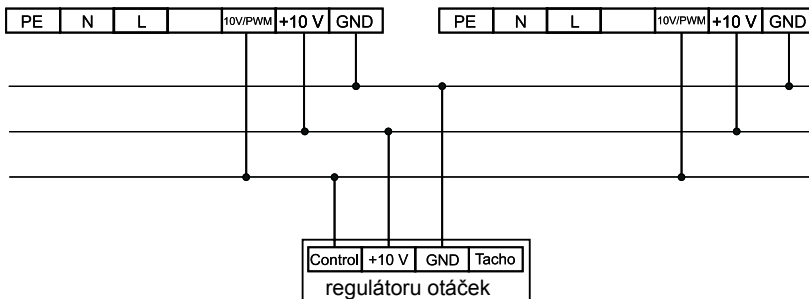 PE N L 10V/PWM +10 V GND PE N L 10V/PWM +10 V GND
Control +10 V GND Tacho
regulátoru otáček